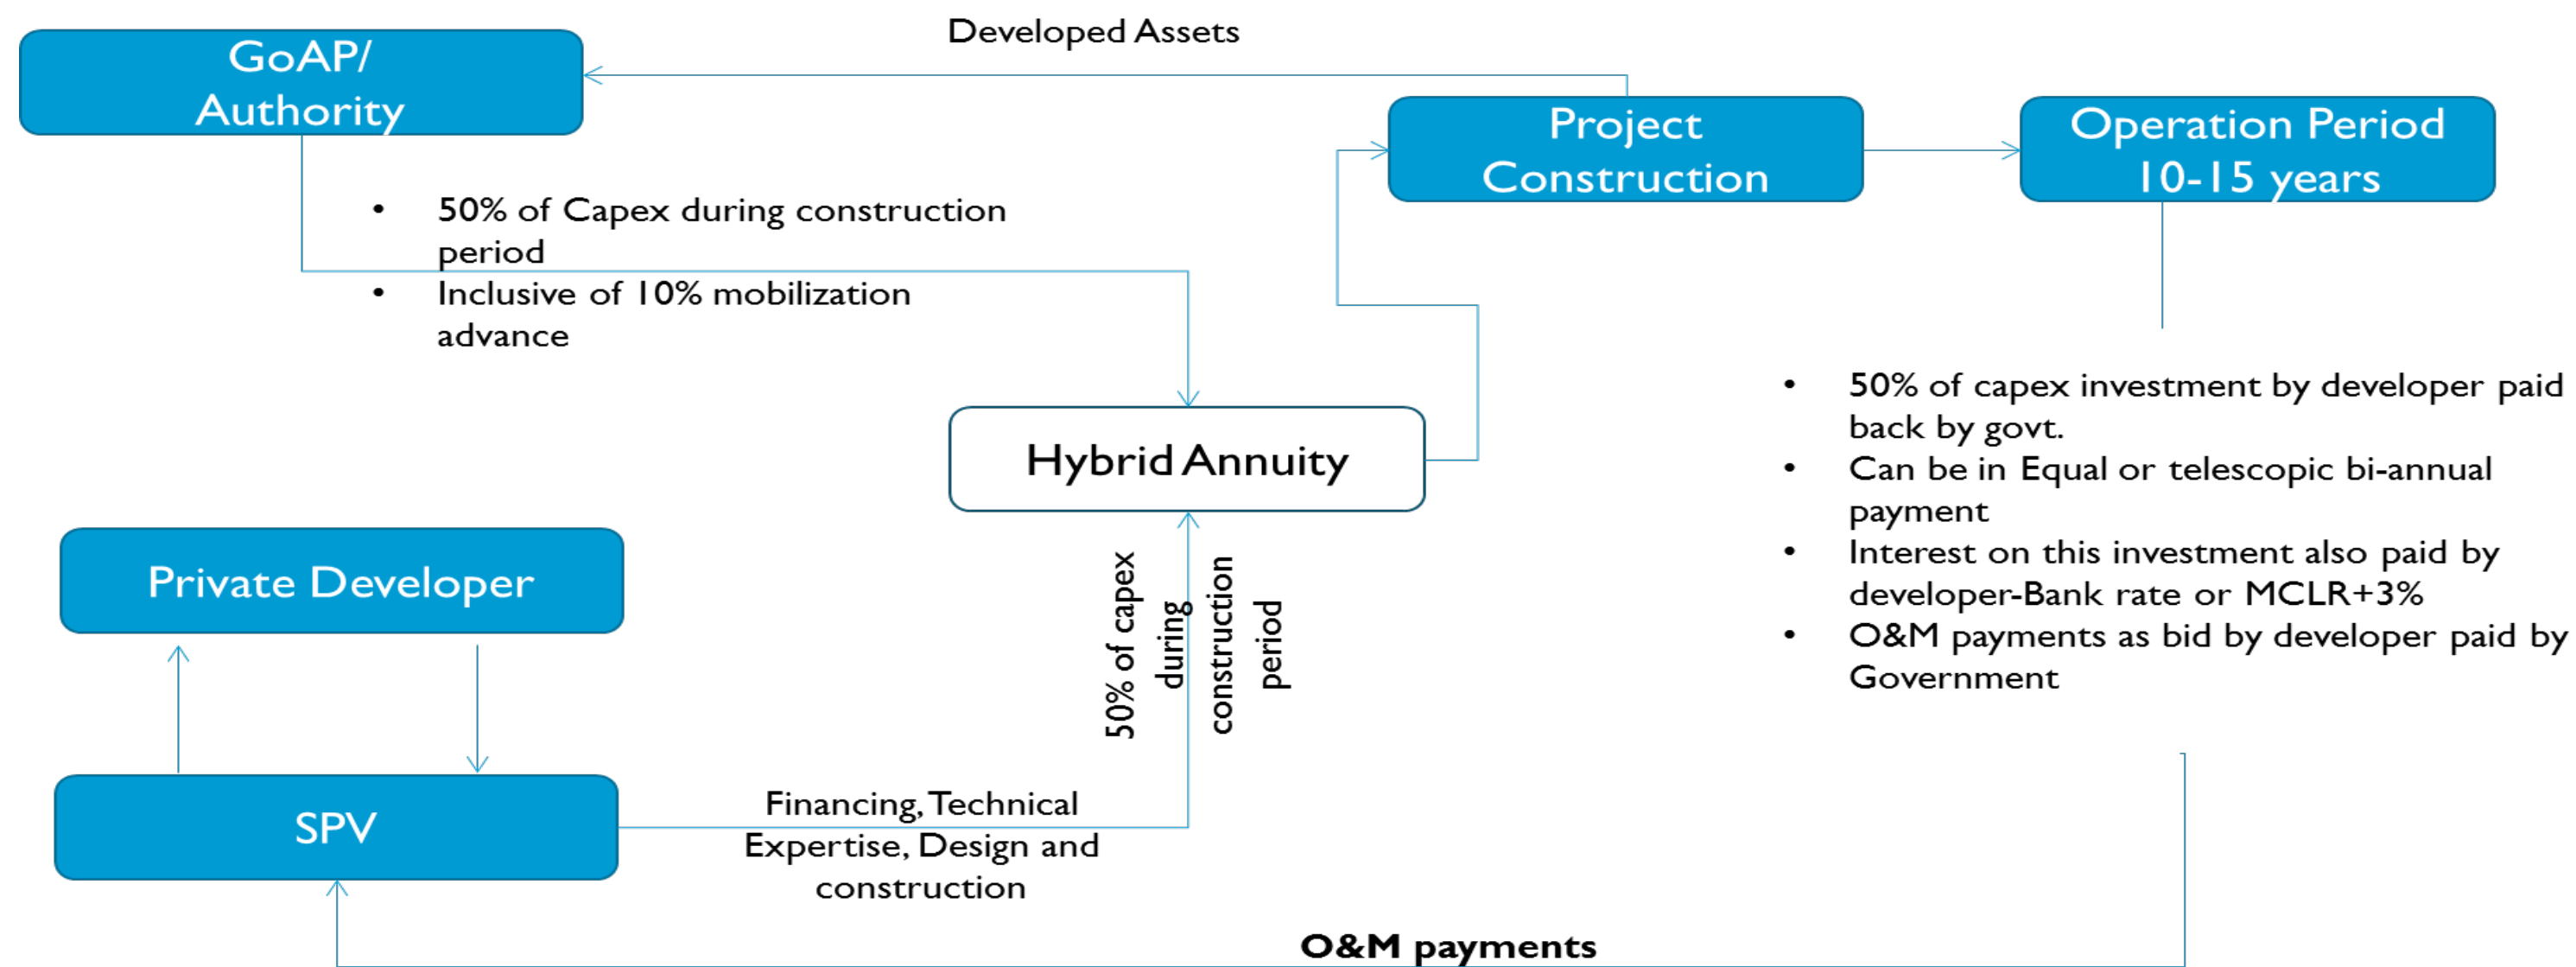 Developed Assets
GoAP/
Authority
Project
Construction
Operation Period
10-15 years
• 50% of Capex during construction
period
• Inclusive of 10% mobilization
advance
• 50% of capex investment by developer paid
back by govt.
• Can be in Equal or telescopic bi-annual
payment
• Interest on this investment also paid by
developer-Bank rate or MCLR+3%
• O&M payments as bid by developer paid by
Government
Hybrid Annuity
50% of capex
during
construction
period
Private Developer
SPV
Financing, Technical
Expertise, Design and
construction
O&M payments